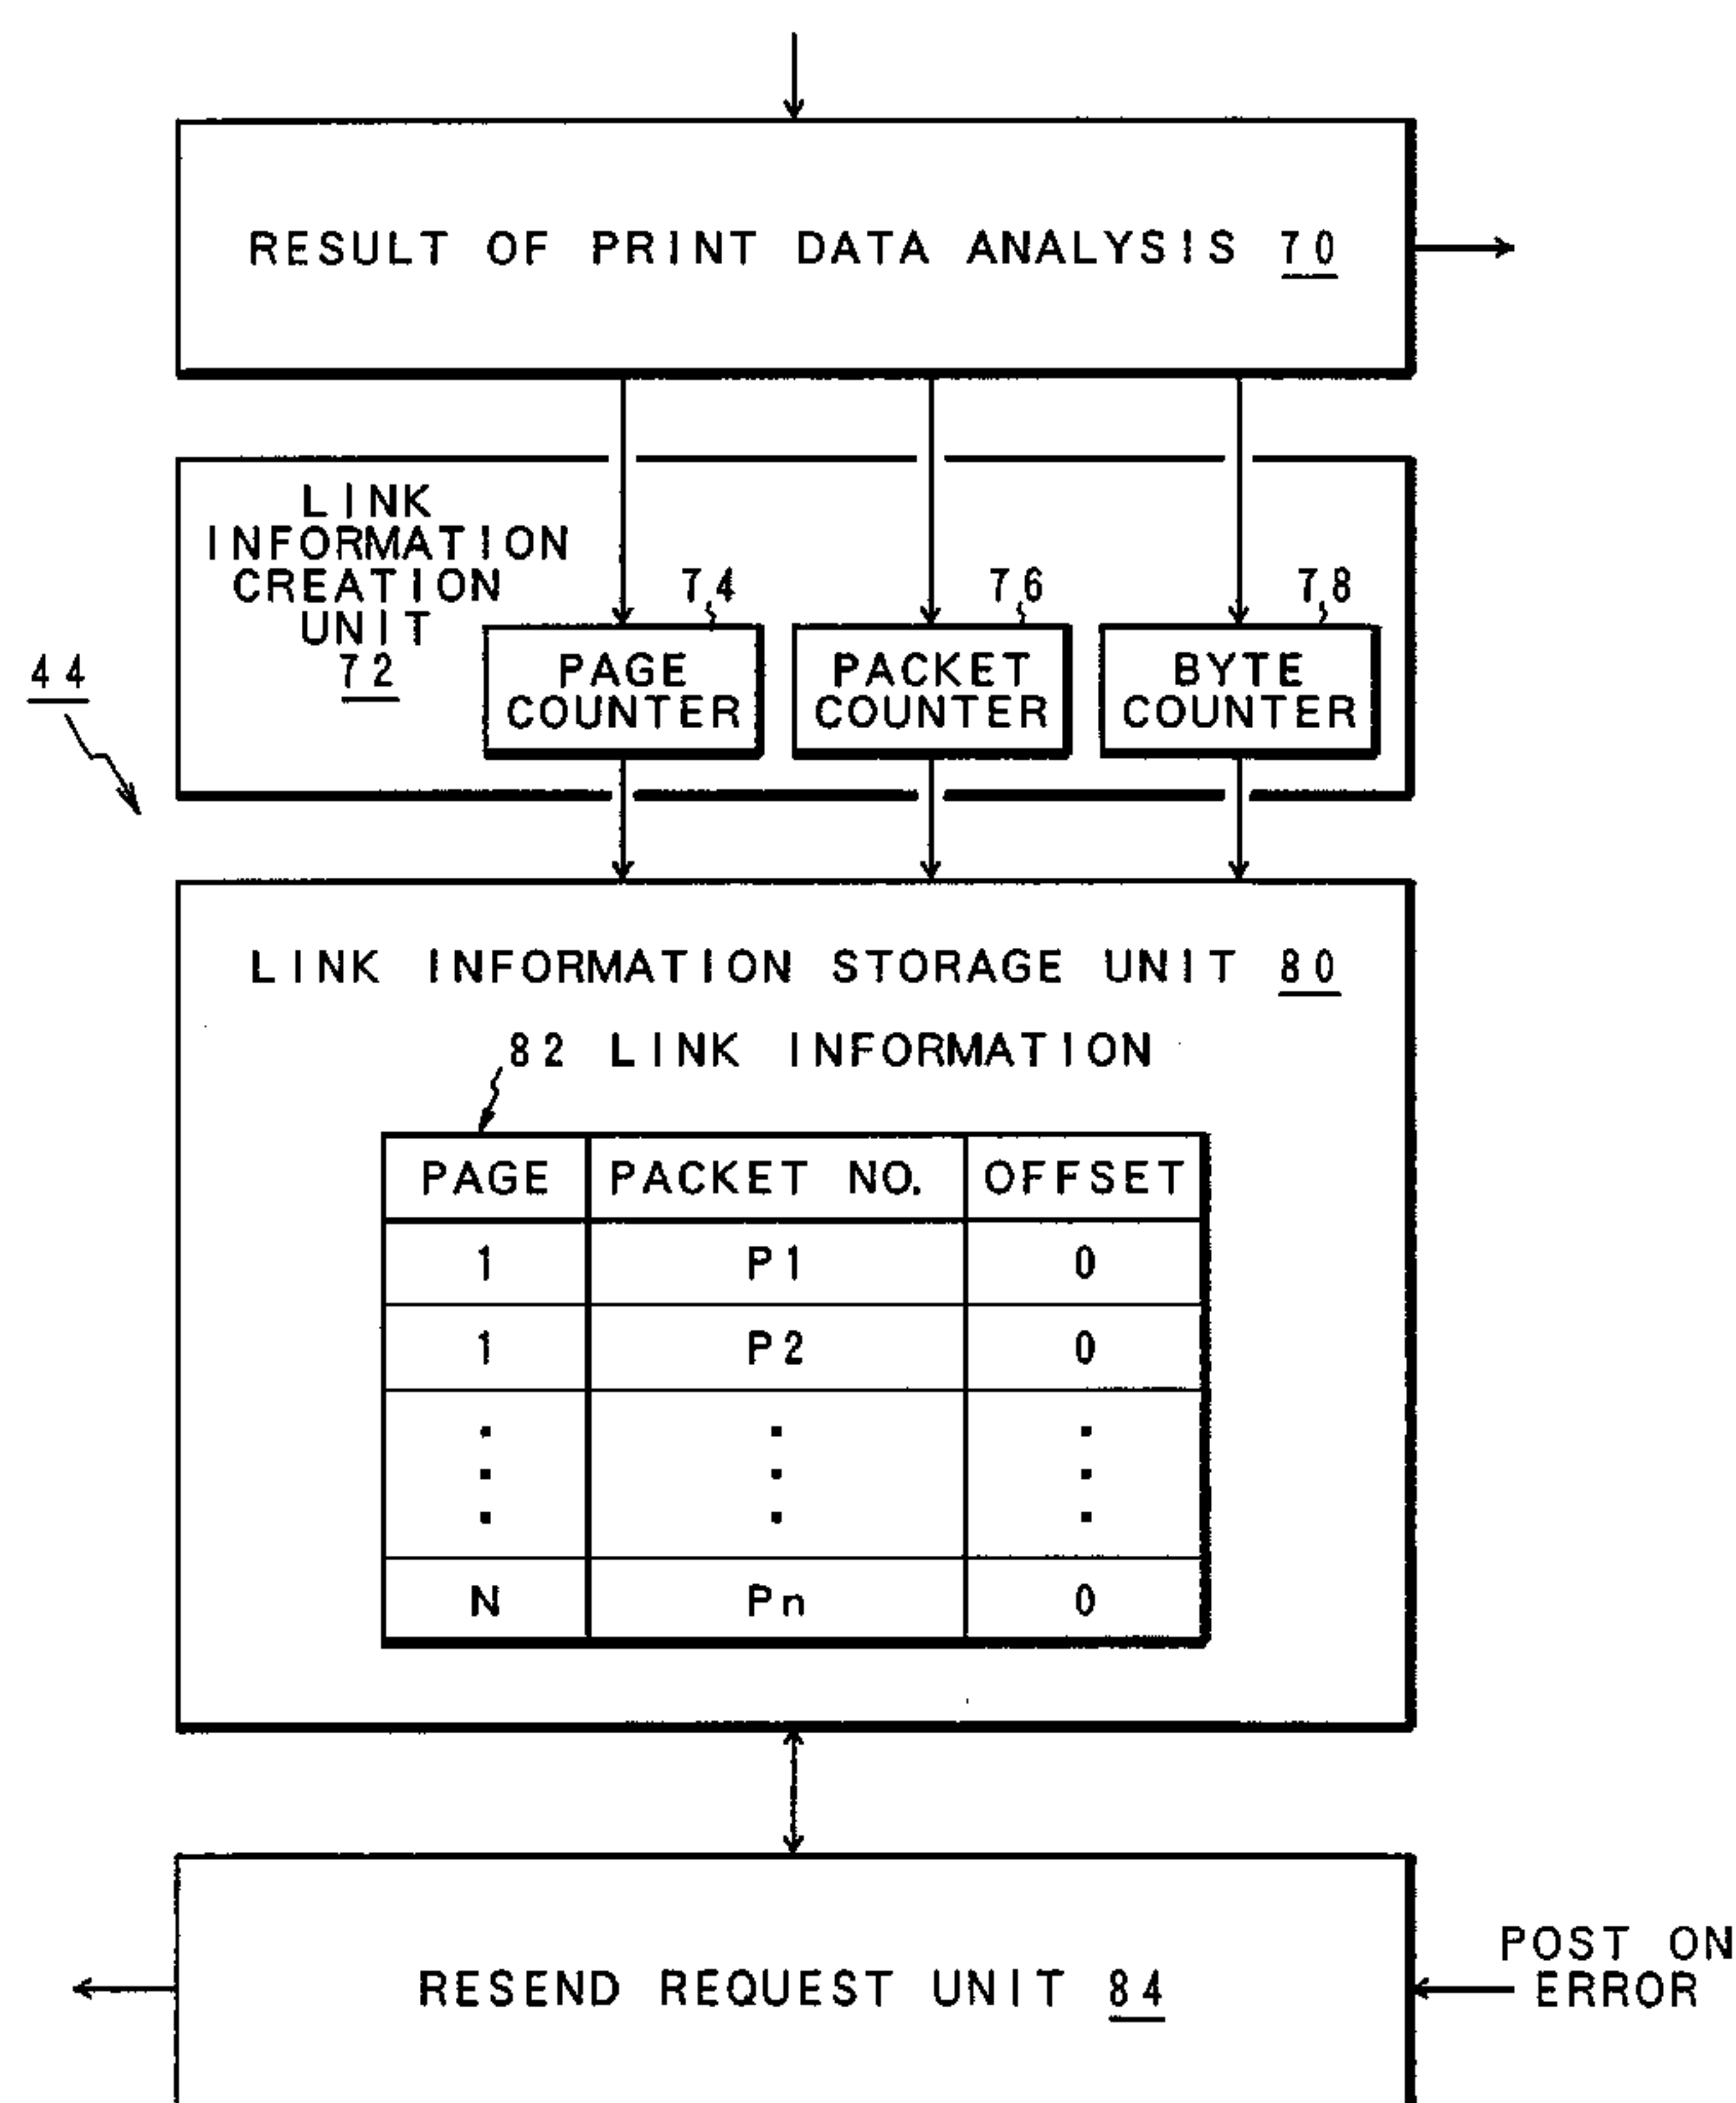 RESULT OF PRINT DATA ANALYSIS 70
LINK
INFORMATION
CREATION
UNIT
72
44
74
PAGE
COUNTER
76
PACKET
COUNTER
78
BYTE
COUNTER
LINK INFORMATION STORAGE UNIT 80
82 LINK INFORMATION
PAGE PACKET NO. OFFSET
1 P1 0
1 P2 0
N Pn 0
RESEND REQUEST UNIT 84
POST ON
ERROR